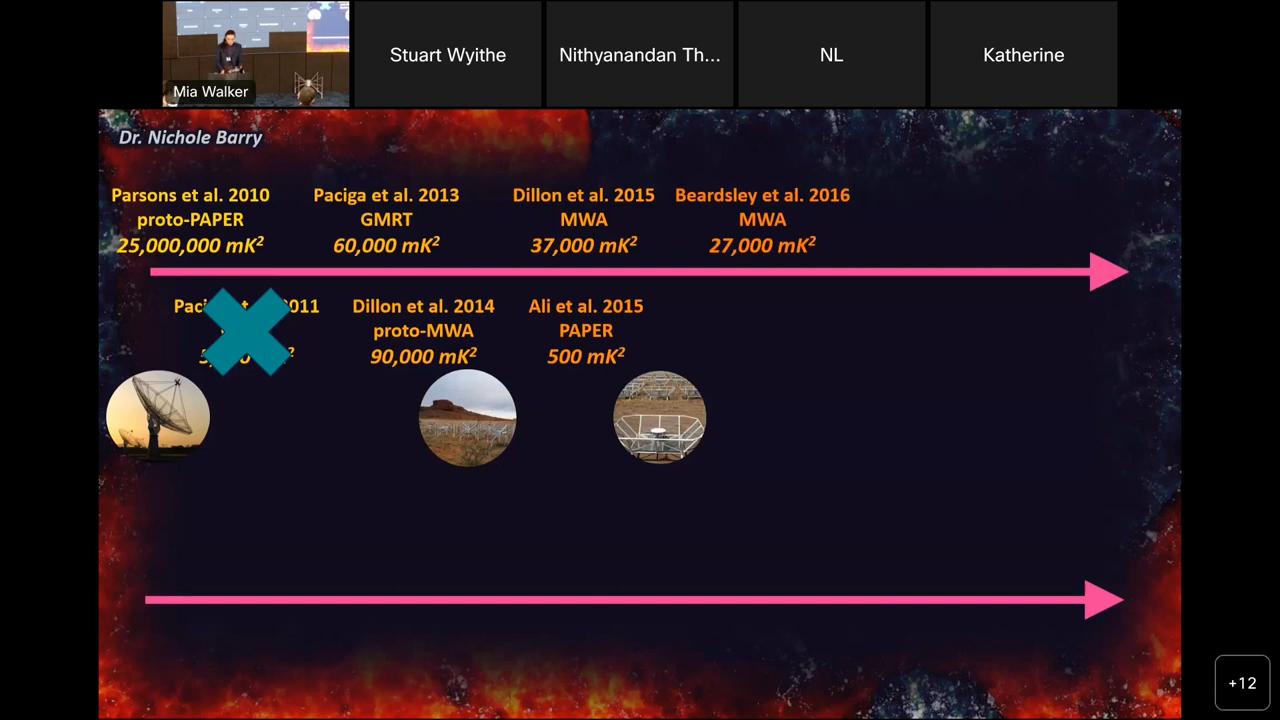 Mia Walker
Stuart Wyithe
Nithyanandan Th...
NL
Katherine
Dr. Nichole Barry
Parsons et al. 2010
proto-PAPER
25,000,000 mK²
Paciga et al. 2013
GMRT
60,000 mK²
Dillon et al. 2015
MWA
37,000 mK²
Beardsley et al. 2016
MWA
27,000 mK²
2011
Dillon et al. 2014
proto-MWA
90,000 mK²
Ali et al. 2015
PAPER
500 mK²
+12